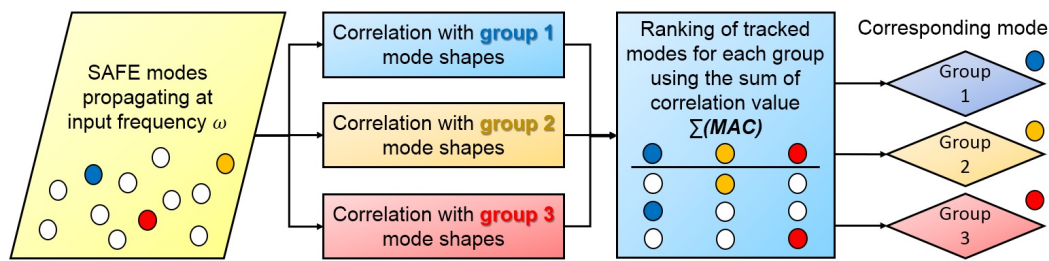 SAFE modes
propagating at
input frequency ω
Correlation with group 1
mode shapes
Correlation with group 2
mode shapes
Correlation with group 3
mode shapes
Ranking of tracked
modes for each group
using the sum of
correlation value
∑(MAC)
Corresponding mode
Group
1
Group
2
Group
3